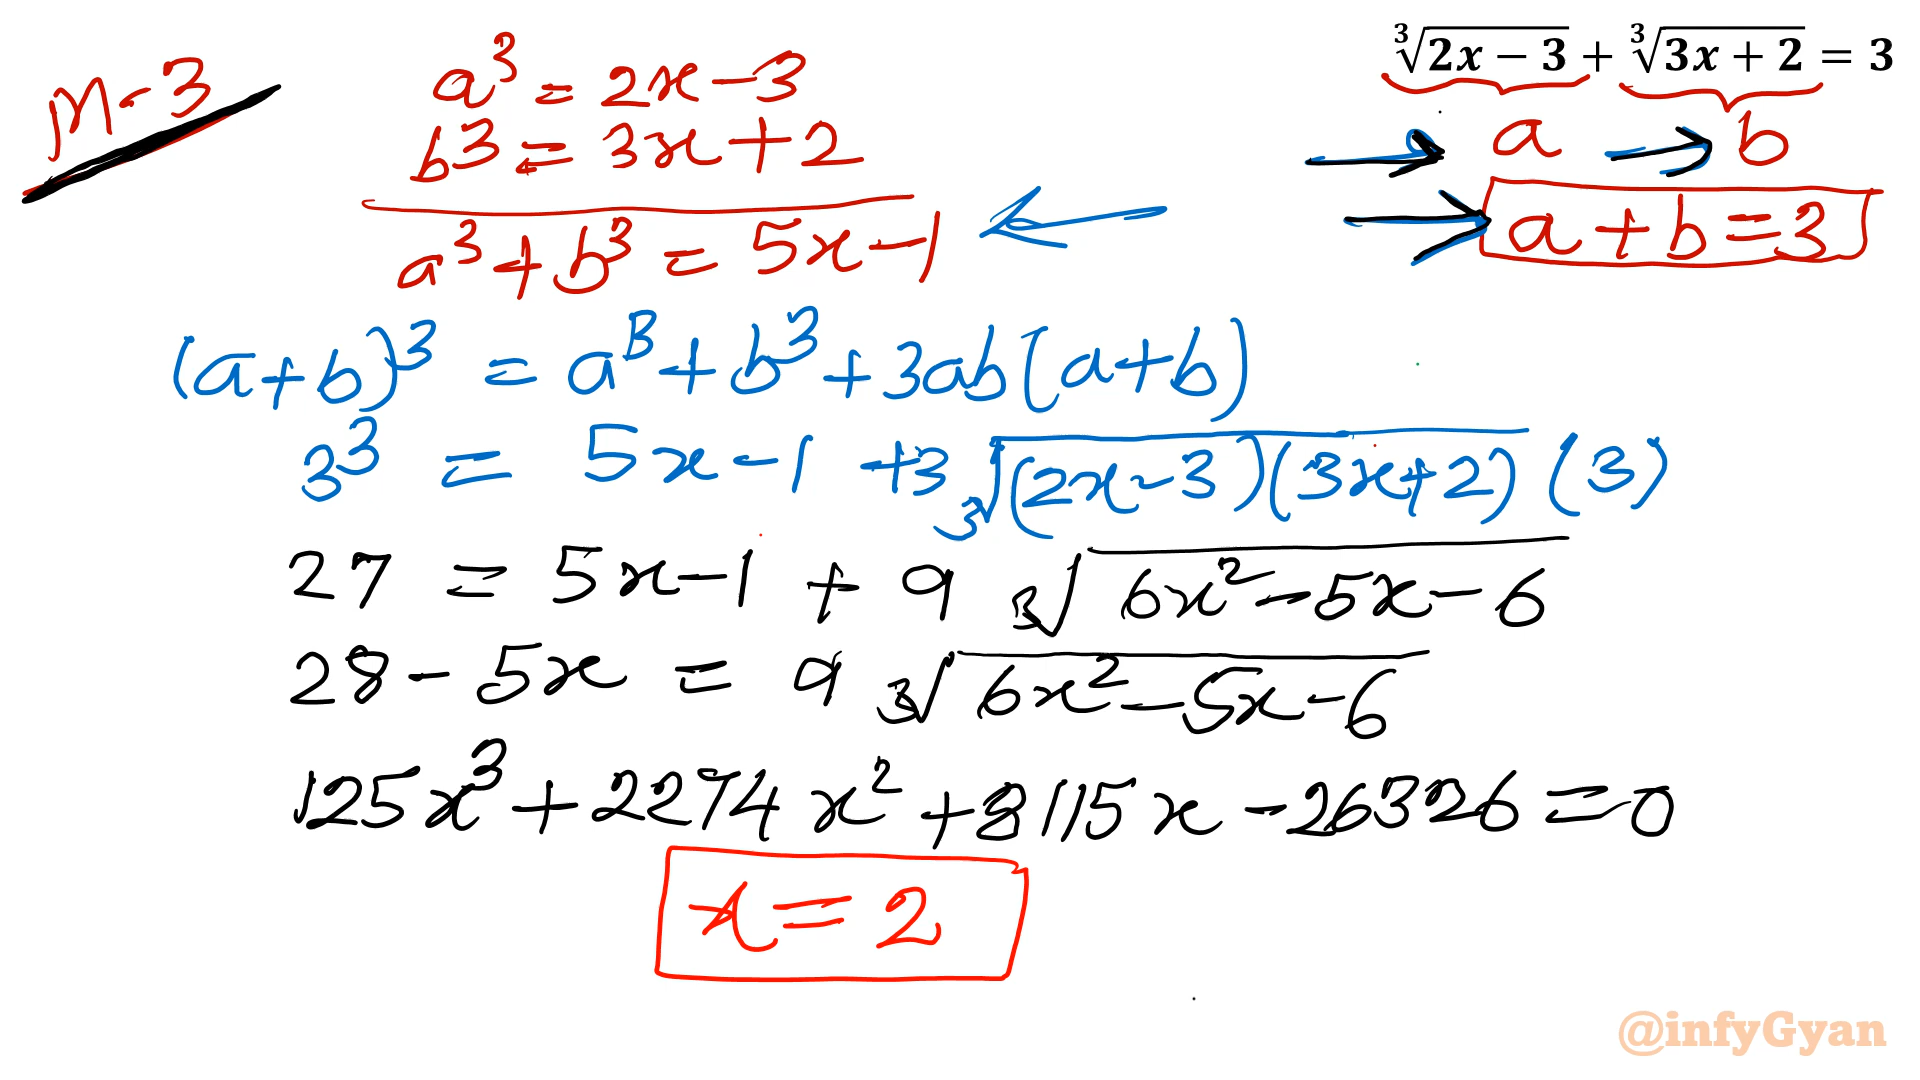 M-3
∛(2x − 3) + ∛(3x + 2) = 3
a³ = 2x-3
b³ = 3x+2
a³+b³ = 5x-1
a b
a+b=3
(a+b)³ = a³+b³+3ab(a+b)
3³ = 5x-1 +3 ∛((2x-3)(3x+2)) (3)
27 = 5x-1 + 9 ∛(6x²-5x-6)
28-5x = 9 ∛(6x²-5x-6)
125x³+2274x²+8115x-26326=0
x=2
@infyGyan